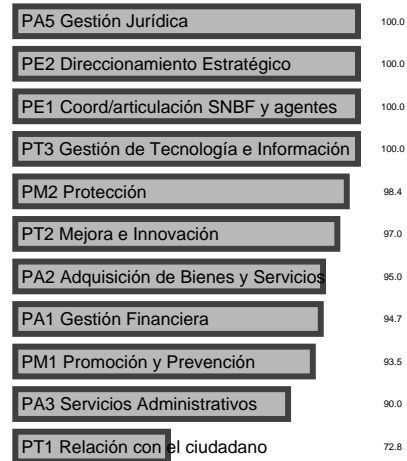 PA5 Gestión Jurídica 100.0
PE2 Direccionamiento Estratégico 100.0
PE1 Coord/articulación SNBF y agentes 100.0
PT3 Gestión de Tecnología e Información 100.0
PM2 Protección 98.4
PT2 Mejora e Innovación 97.0
PA2 Adquisición de Bienes y Servicios 95.0
PA1 Gestión Financiera 94.7
PM1 Promoción y Prevención 93.5
PA3 Servicios Administrativos 90.0
PT1 Relación con el ciudadano 72.8